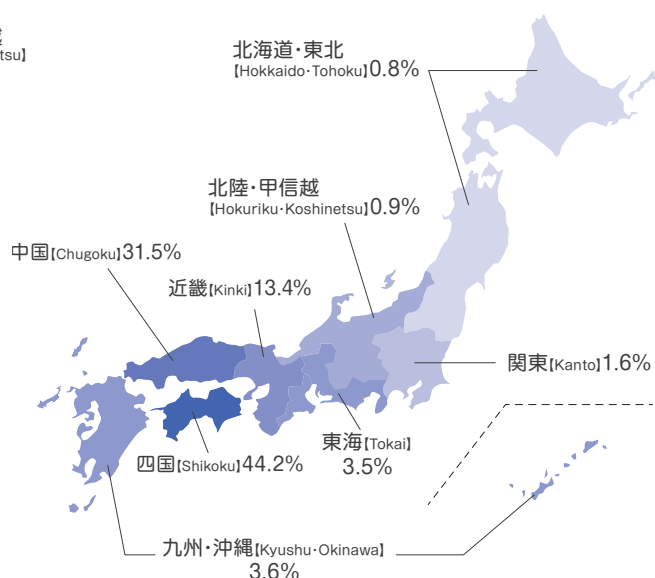 tsu】
北海道・東北
【Hokkaido・Tohoku】0.8%
北陸・甲信越
【Hokuriku・Koshinetsu】0.9%
中国【Chugoku】31.5%
近畿【Kinki】13.4%
関東【Kanto】1.6%
東海【Tokai】
3.5%
四国【Shikoku】44.2%
九州・沖縄【Kyushu・Okinawa】
3.6%